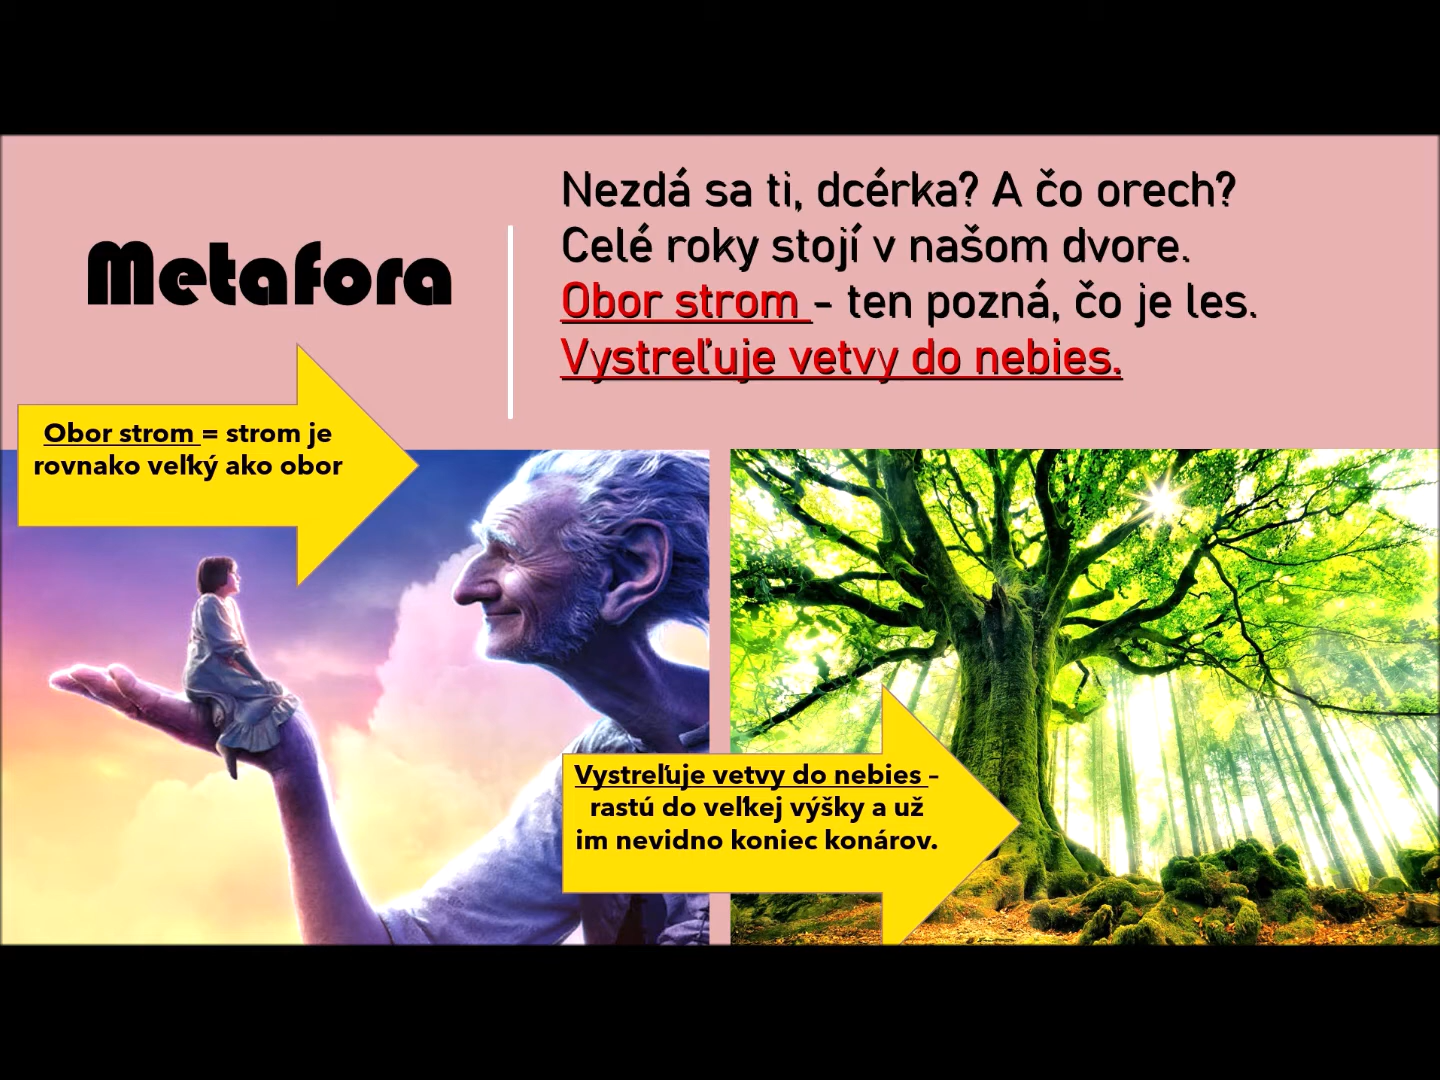 Metafora
Nezdá sa ti, dcérka? A čo orech?
Celé roky stojí v našom dvore.
Obor strom - ten pozná, čo je les.
Vystreľuje vetvy do nebies.
Obor strom = strom je
rovnako veľký ako obor
Vystreľuje vetvy do nebies –
rastú do veľkej výšky a už
im nevidno koniec konárov.